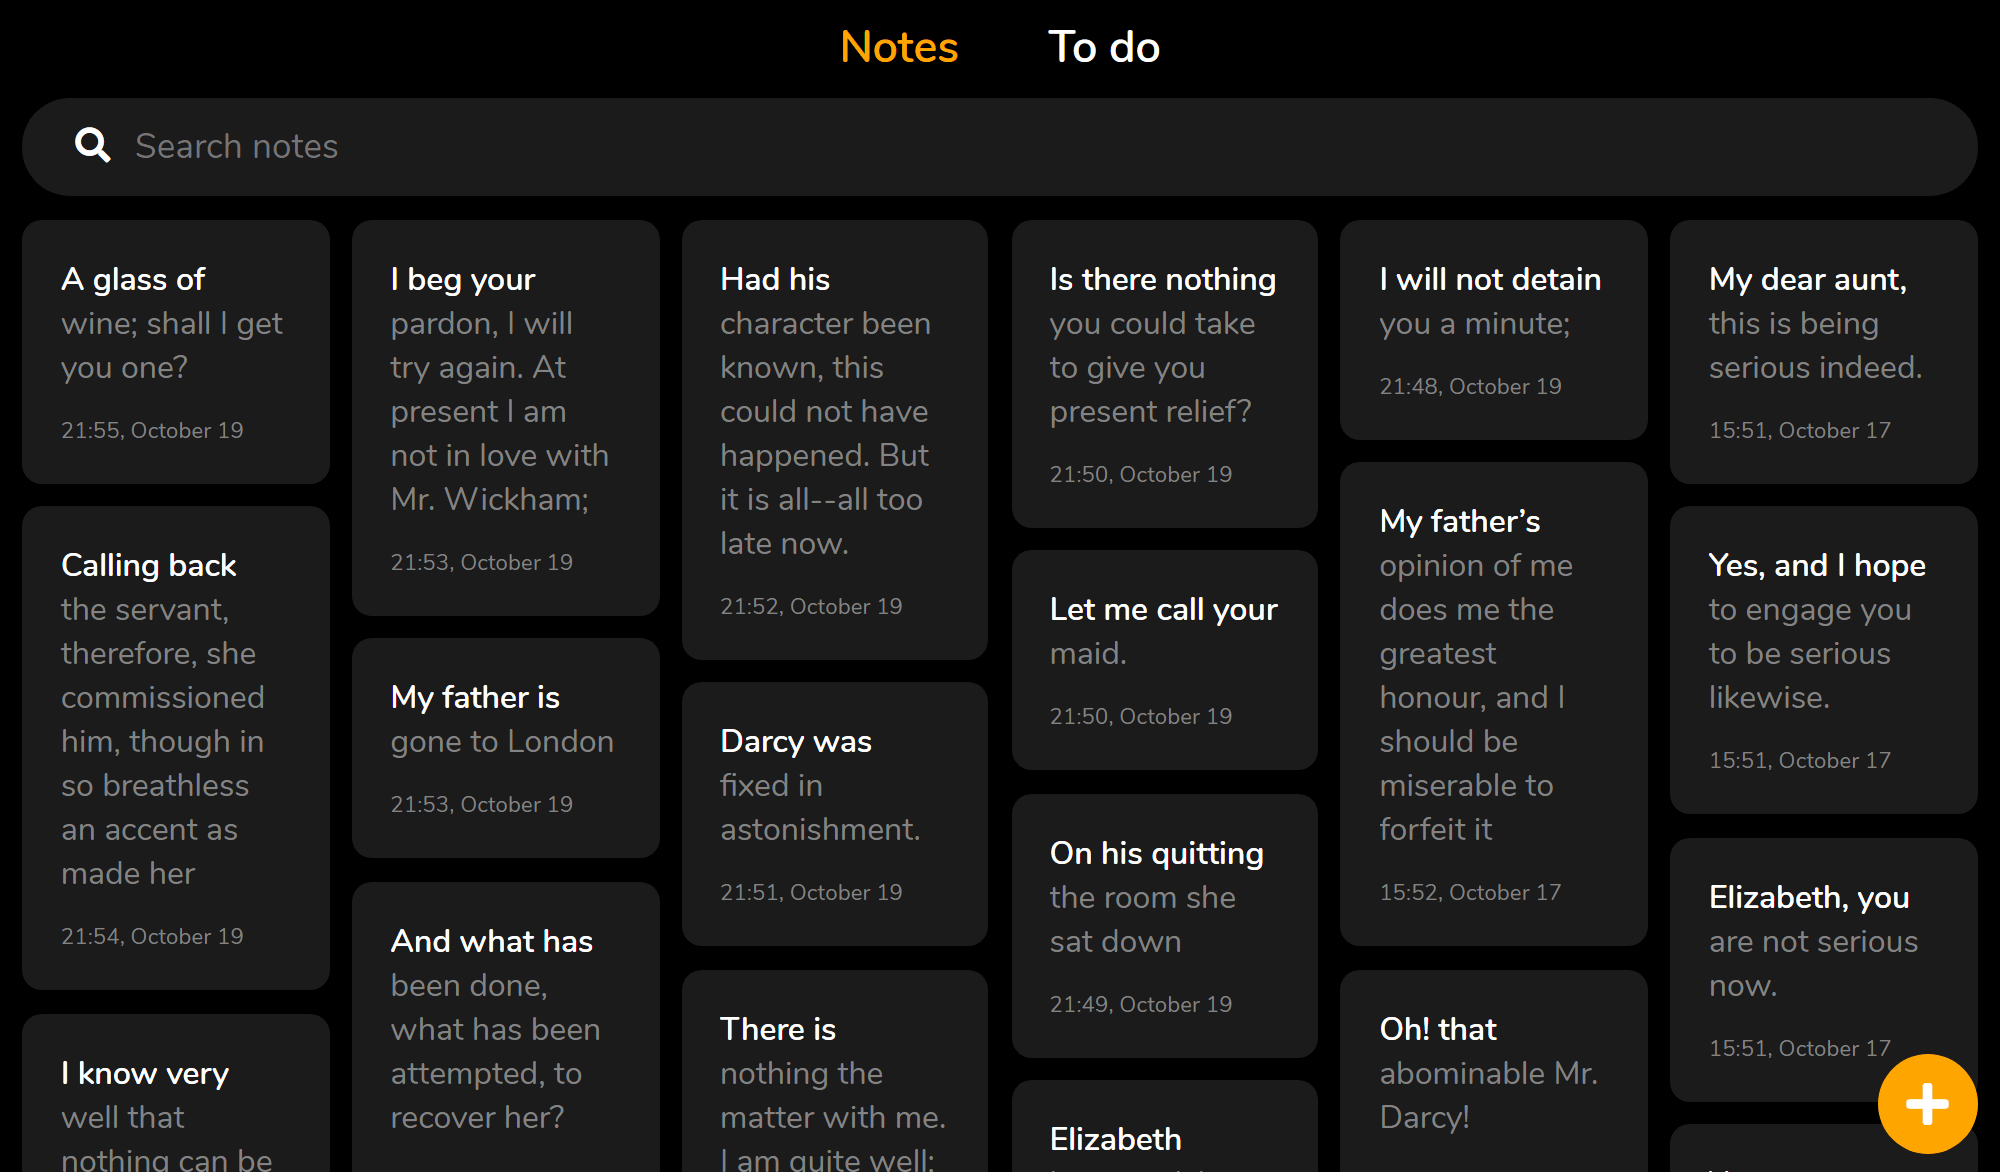 Notes
To do
Search notes
A glass of
wine; shall I get
you one?
21:55, October 19
Calling back
the servant,
therefore, she
commissioned
him, though in
so breathless
an accent as
made her
21:54, October 19
I know very
well that
nothing can be
I beg your
pardon, I will
try again. At
present I am
not in love with
Mr. Wickham;
21:53, October 19
My father is
gone to London
21:53, October 19
And what has
been done,
what has been
attempted, to
recover her?
Had his
character been
known, this
could not have
happened. But
it is all--all too
late now.
21:52, October 19
Darcy was
fixed in
astonishment.
21:51, October 19
There is
nothing the
matter with me.
I am quite well;
Is there nothing
you could take
to give you
present relief?
21:50, October 19
Let me call your
maid.
21:50, October 19
On his quitting
the room she
sat down
21:49, October 19
Elizabeth
I will not detain
you a minute;
21:48, October 19
My father’s
opinion of me
does me the
greatest
honour, and I
should be
miserable to
forfeit it
15:52, October 17
Oh! that
abominable Mr.
Darcy!
My dear aunt,
this is being
serious indeed.
15:51, October 17
Yes, and I hope
to engage you
to be serious
likewise.
15:51, October 17
Elizabeth, you
are not serious
now.
15:51, October 17